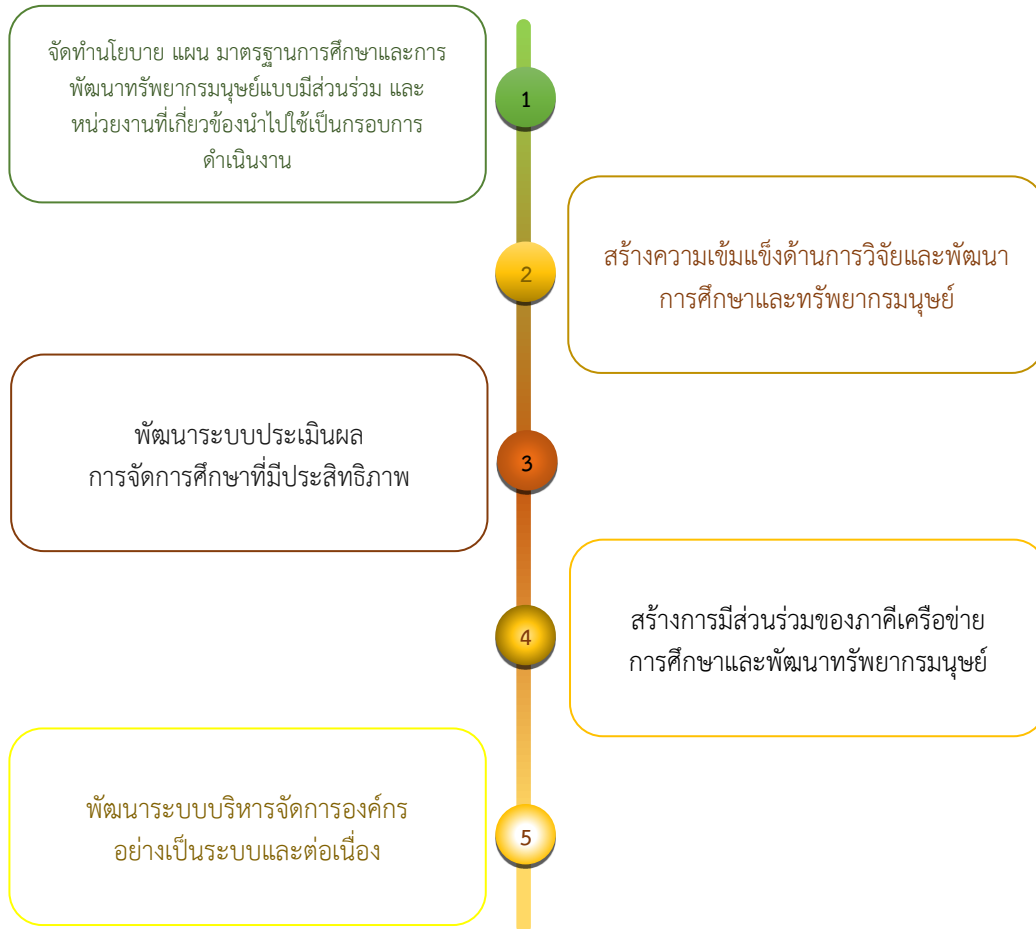 จัดทำนโยบาย แผน มาตรฐานการศึกษาและการ
พัฒนาทรัพยากรมนุษย์แบบมีส่วนร่วม และ
หน่วยงานที่เกี่ยวข้องนำไปใช้เป็นกรอบการ
ดำเนินงาน
1
2
สร้างความเข้มแข็งด้านการวิจัยและพัฒนา
การศึกษาและทรัพยากรมนุษย์
พัฒนาระบบประเมินผล
การจัดการศึกษาที่มีประสิทธิภาพ
3
4
สร้างการมีส่วนร่วมของภาคีเครือข่าย
การศึกษาและพัฒนาทรัพยากรมนุษย์
พัฒนาระบบบริหารจัดการองค์กร
อย่างเป็นระบบและต่อเนื่อง
5